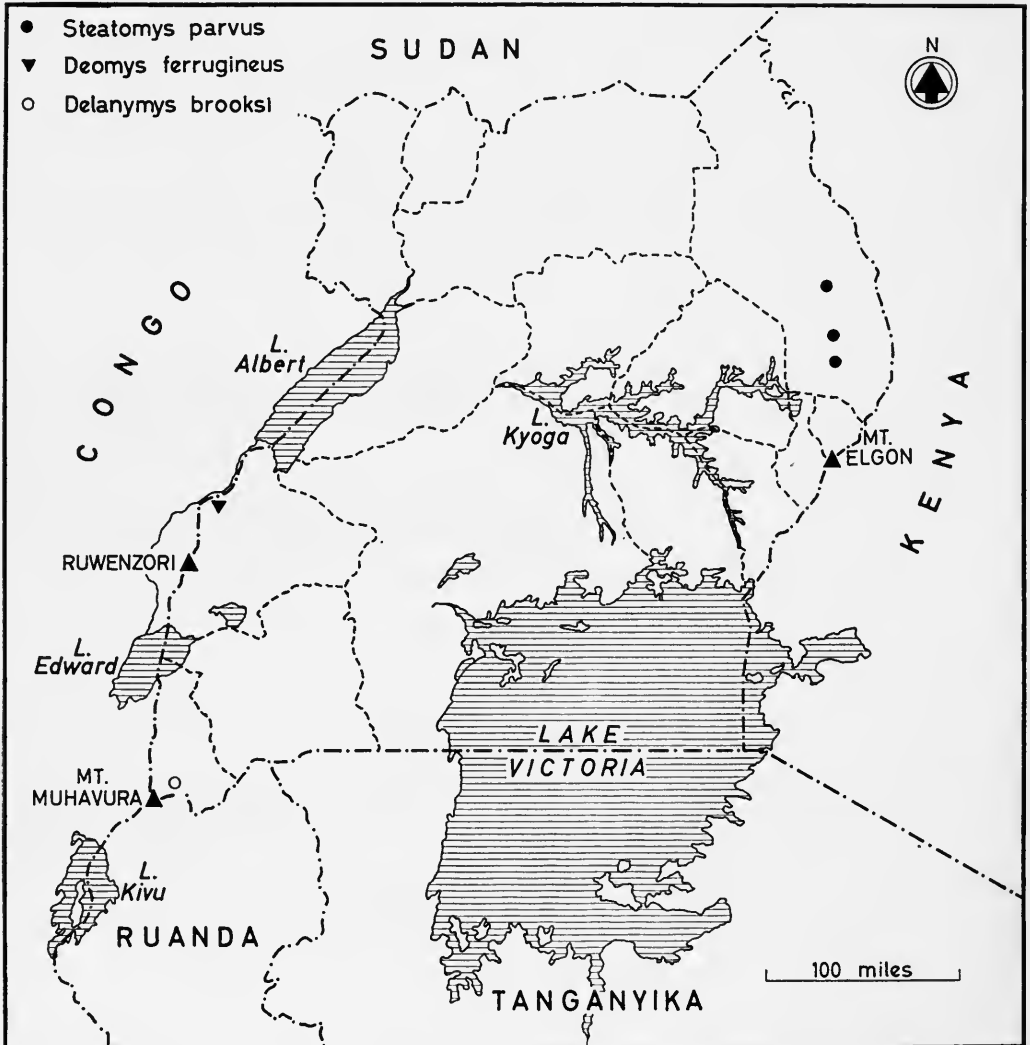 Steatomys parvus
Deomys ferrugineus
Delanymys brooksi
SUDAN
N
CONGO
L.
Albert
L.
Kyoga
MT.
ELGON
KENYA
RUWENZORI
L.
Edward
LAKE
VICTORIA
MT.
MUHAVURA
L.
Kivu
RUANDA
100 miles
TANGANYIKA